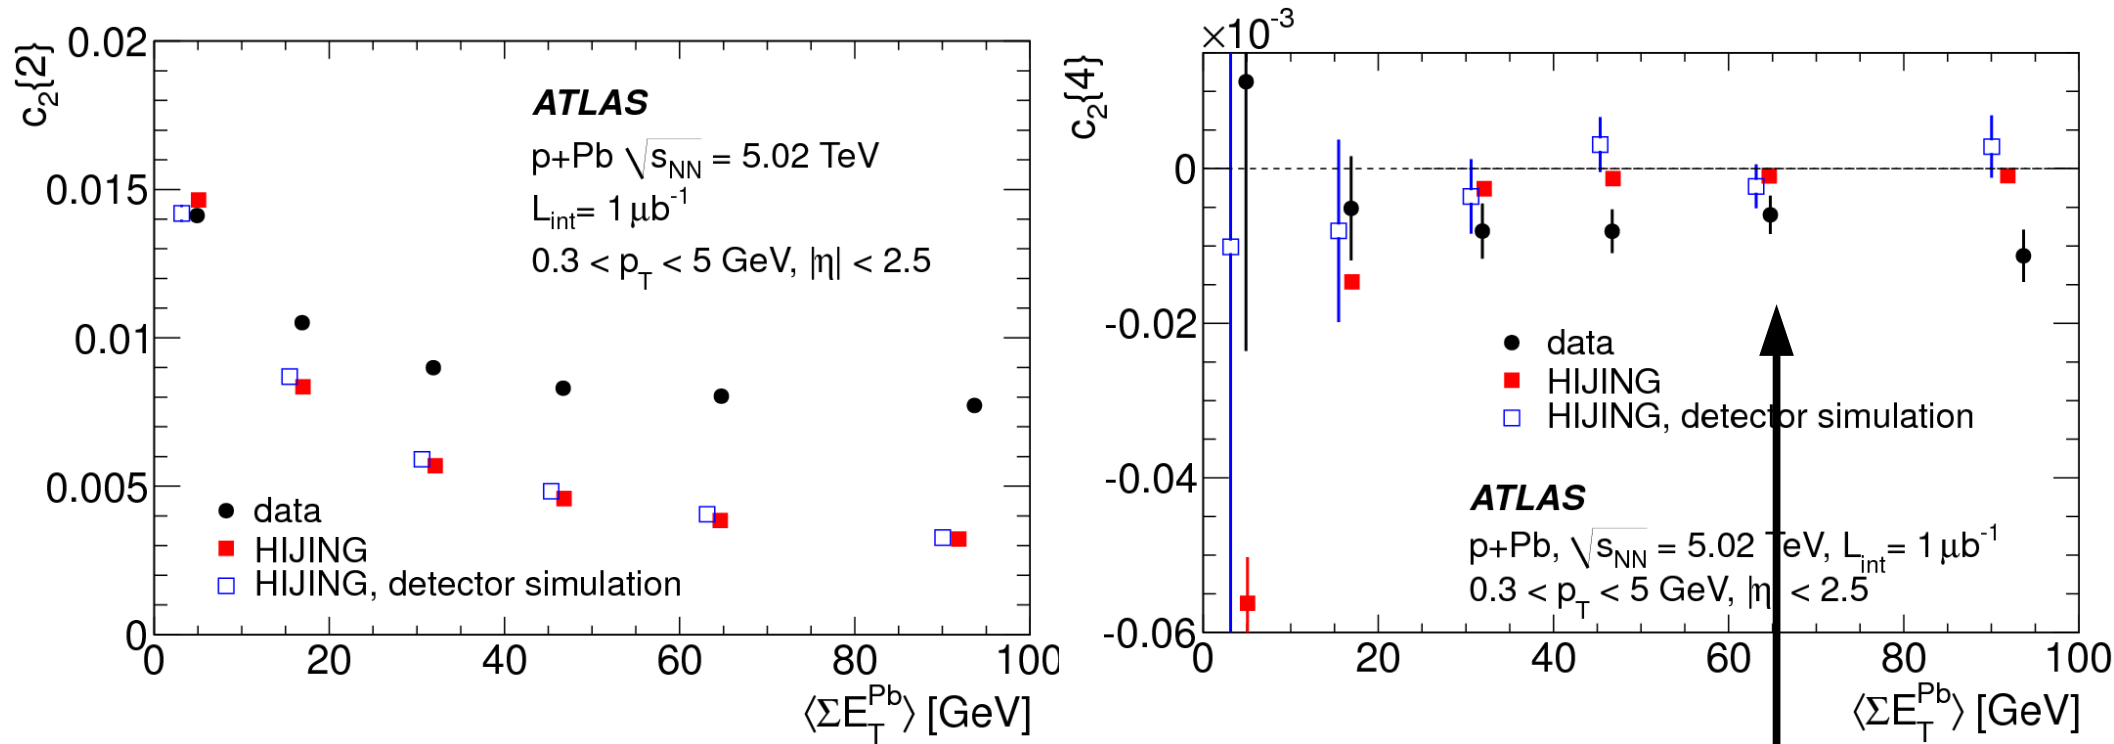 c2{2}
0.02
0.015
0.01
0.005
0
ATLAS
p+Pb √sNN = 5.02 TeV
Lint= 1 μb-1
0.3 < pT < 5 GeV, |η| < 2.5
data
HIJING
HIJING, detector simulation
0 20 40 60 80 100
⟨ΣETPb⟩ [GeV]
×10-3
c2{4}
0
-0.02
-0.04
-0.06
data
HIJING
HIJING, detector simulation
ATLAS
p+Pb, √sNN = 5.02 TeV, Lint= 1 μb-1
0.3 < pT < 5 GeV, |η| < 2.5
0 20 40 60 80 100
⟨ΣETPb⟩ [GeV]